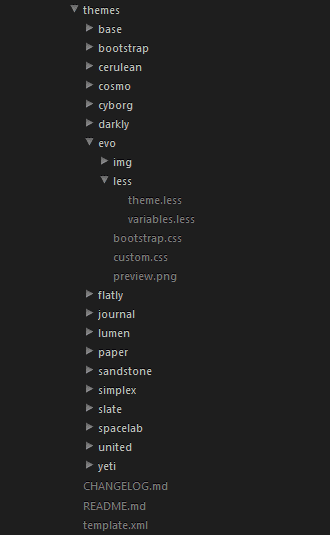 themes
base
bootstrap
cerulean
cosmo
cyborg
darkly
evo
img
less
theme.less
variables.less
bootstrap.css
custom.css
preview.png
flatly
journal
lumen
paper
sandstone
simplex
slate
spacelab
united
yeti
CHANGELOG.md
README.md
template.xml